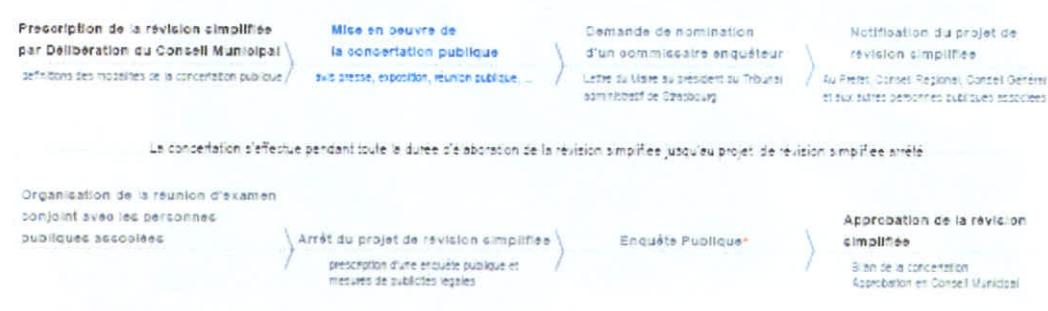 Prescription de la révision simplifiée
par Délibération du Conseil Municipal
définitions des modalités de la concertation publique
Mise en oeuvre de
la concertation publique
avis presse, exposition, réunion publique, ...
Demande de nomination
d'un commissaire enquêteur
Lettre du Maire au président du Tribunal
administratif de Strasbourg
Notification du projet de
révision simplifiée
Au Préfet, Conseil Régional, Conseil Général
et aux autres personnes publiques associées
La concertation s'effectue pendant toute la durée d'élaboration de la révision simplifiée jusqu'au projet de révision simplifiée arrêté
Organisation de la réunion d'examen
conjoint avec les personnes
publiques associées
Arrêt du projet de révision simplifiée
prescription d'une enquête publique et
mesures de publicités légales
Enquête Publique*
Approbation de la révision
simplifiée
Bilan de la concertation
Approbation en Conseil Municipal